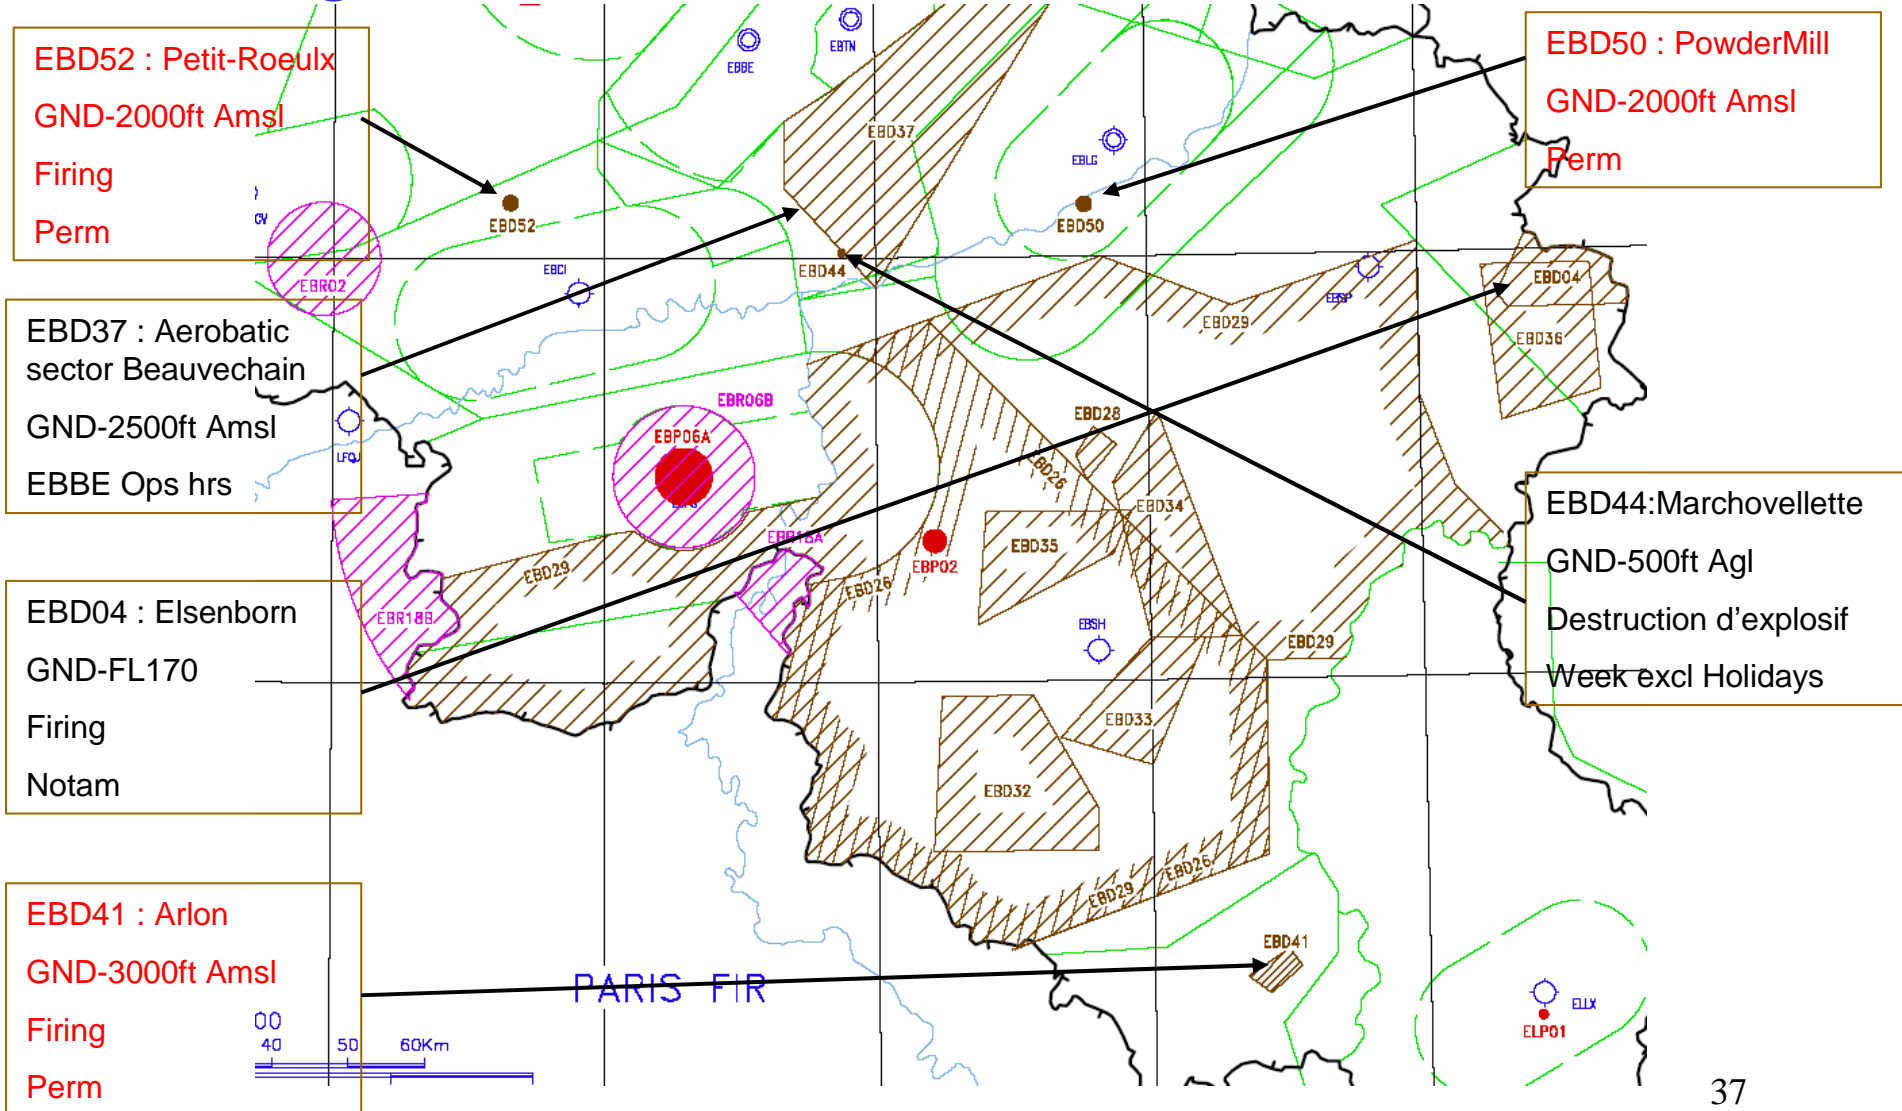 EBD52 : Petit-Roeulx
GND-2000ft Amsl
Firing
Perm
EBD37 : Aerobatic
sector Beauvechain
GND-2500ft Amsl
EBBE Ops hrs
EBD04 : Elsenborn
GND-FL170
Firing
Notam
EBD41 : Arlon
GND-3000ft Amsl
Firing
Perm
EBD50 : PowderMill
GND-2000ft Amsl
Perm
EBD44:Marchovellette
GND-500ft Agl
Destruction d'explosif
Week excl Holidays
EBTN
EBBE
EBD37
EBLG
EBD52
EBD50
EBD44
EBCI
EBR02
EBD04
EBD29
EBD36
EBR06B
EBD28
EBP06A
EBD26
EBD34
EBD35
EBP02
EBD29
EBD26
EBR18B
EBSH
EBD29
EBD33
EBD32
EBD26
EBD29
EBD41
PARIS FIR
ELLX
ELP01
00
40 50 60Km
37